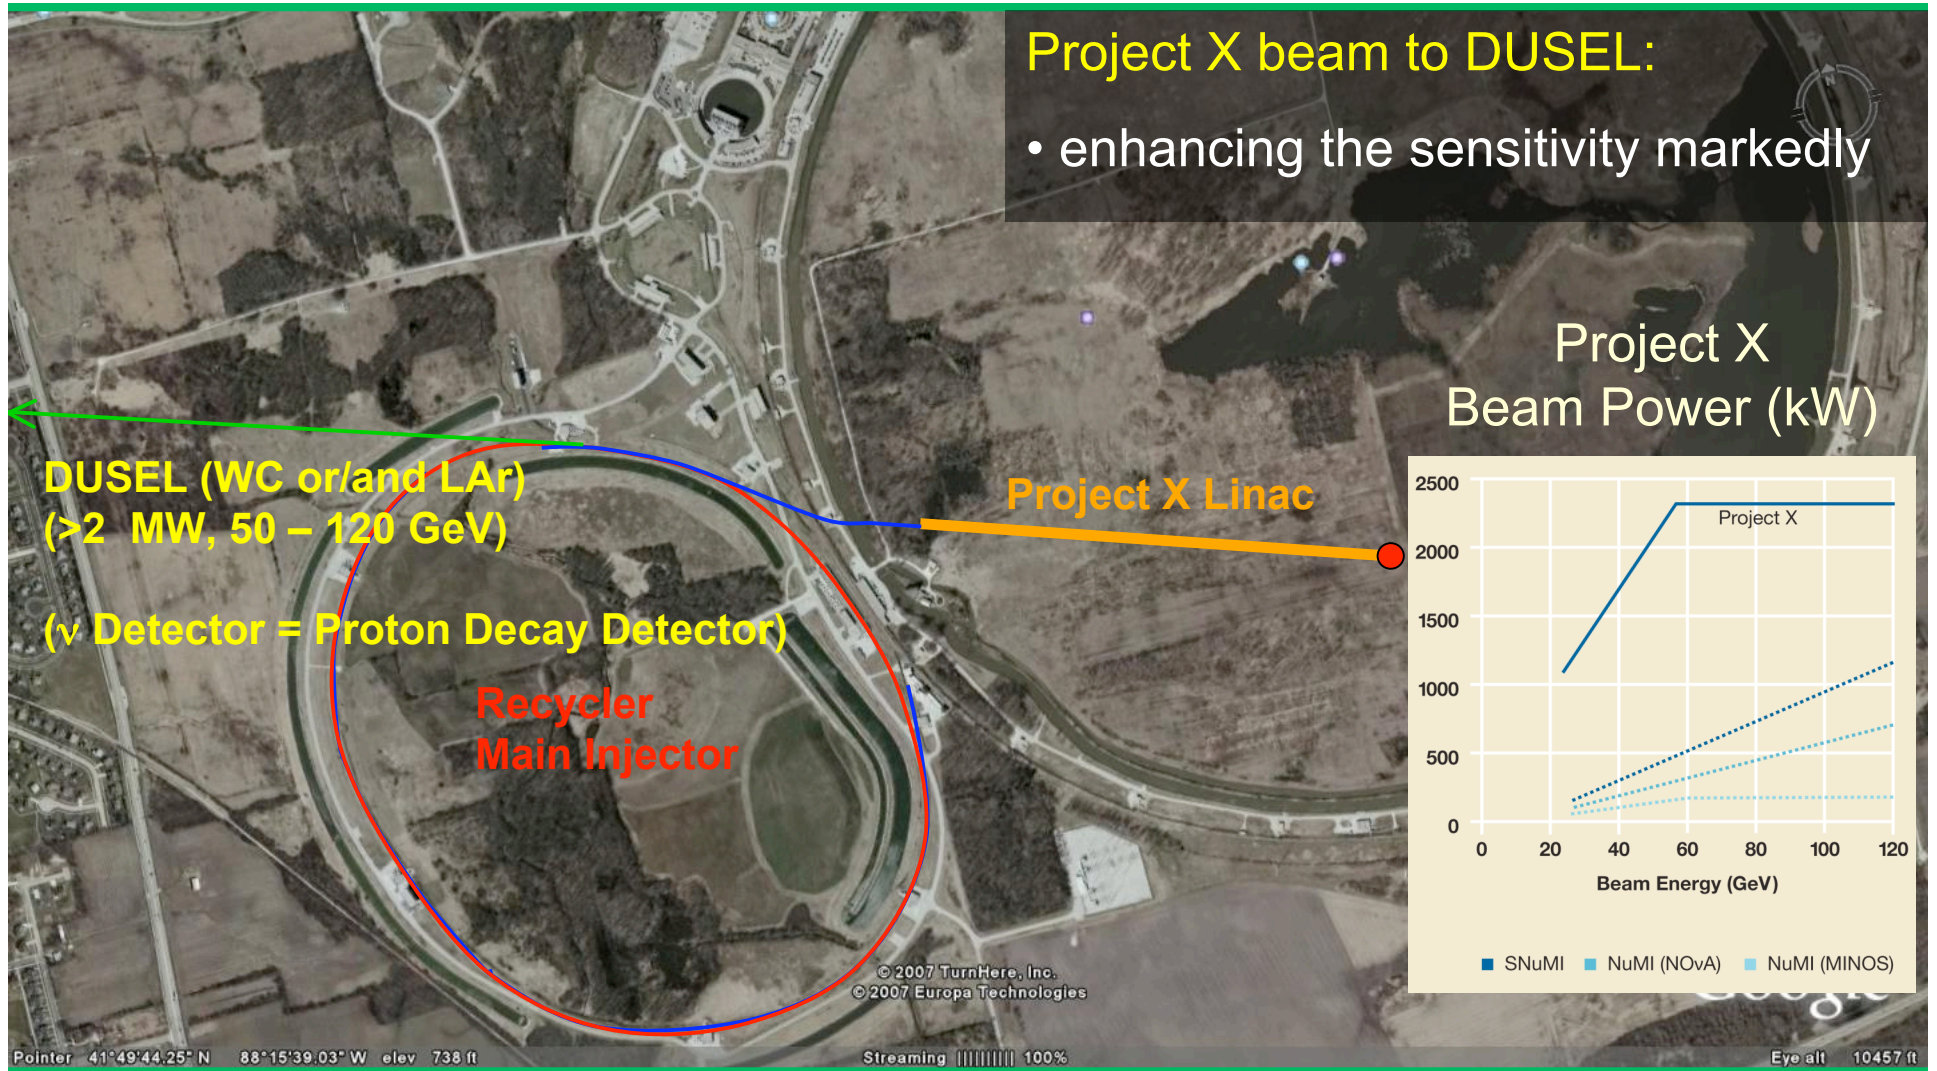 Project X beam to DUSEL:
• enhancing the sensitivity markedly
Project X
Beam Power (kW)
DUSEL (WC or/and LAr)
(>2 MW, 50 – 120 GeV)
(ν Detector = Proton Decay Detector)
Project X Linac
Recycler
Main Injector
2500
2000
1500
1000
500
0
Project X
0 20 40 60 80 100 120
Beam Energy (GeV)
SNuMI NuMI (NOvA) NuMI (MINOS)
© 2007 TurnHere, Inc.
© 2007 Europa Technologies
Google
Pointer 41°49'44.25" N 88°15'39.03" W elev 738 ft Streaming |||||||||| 100% Eye alt 10457 ft